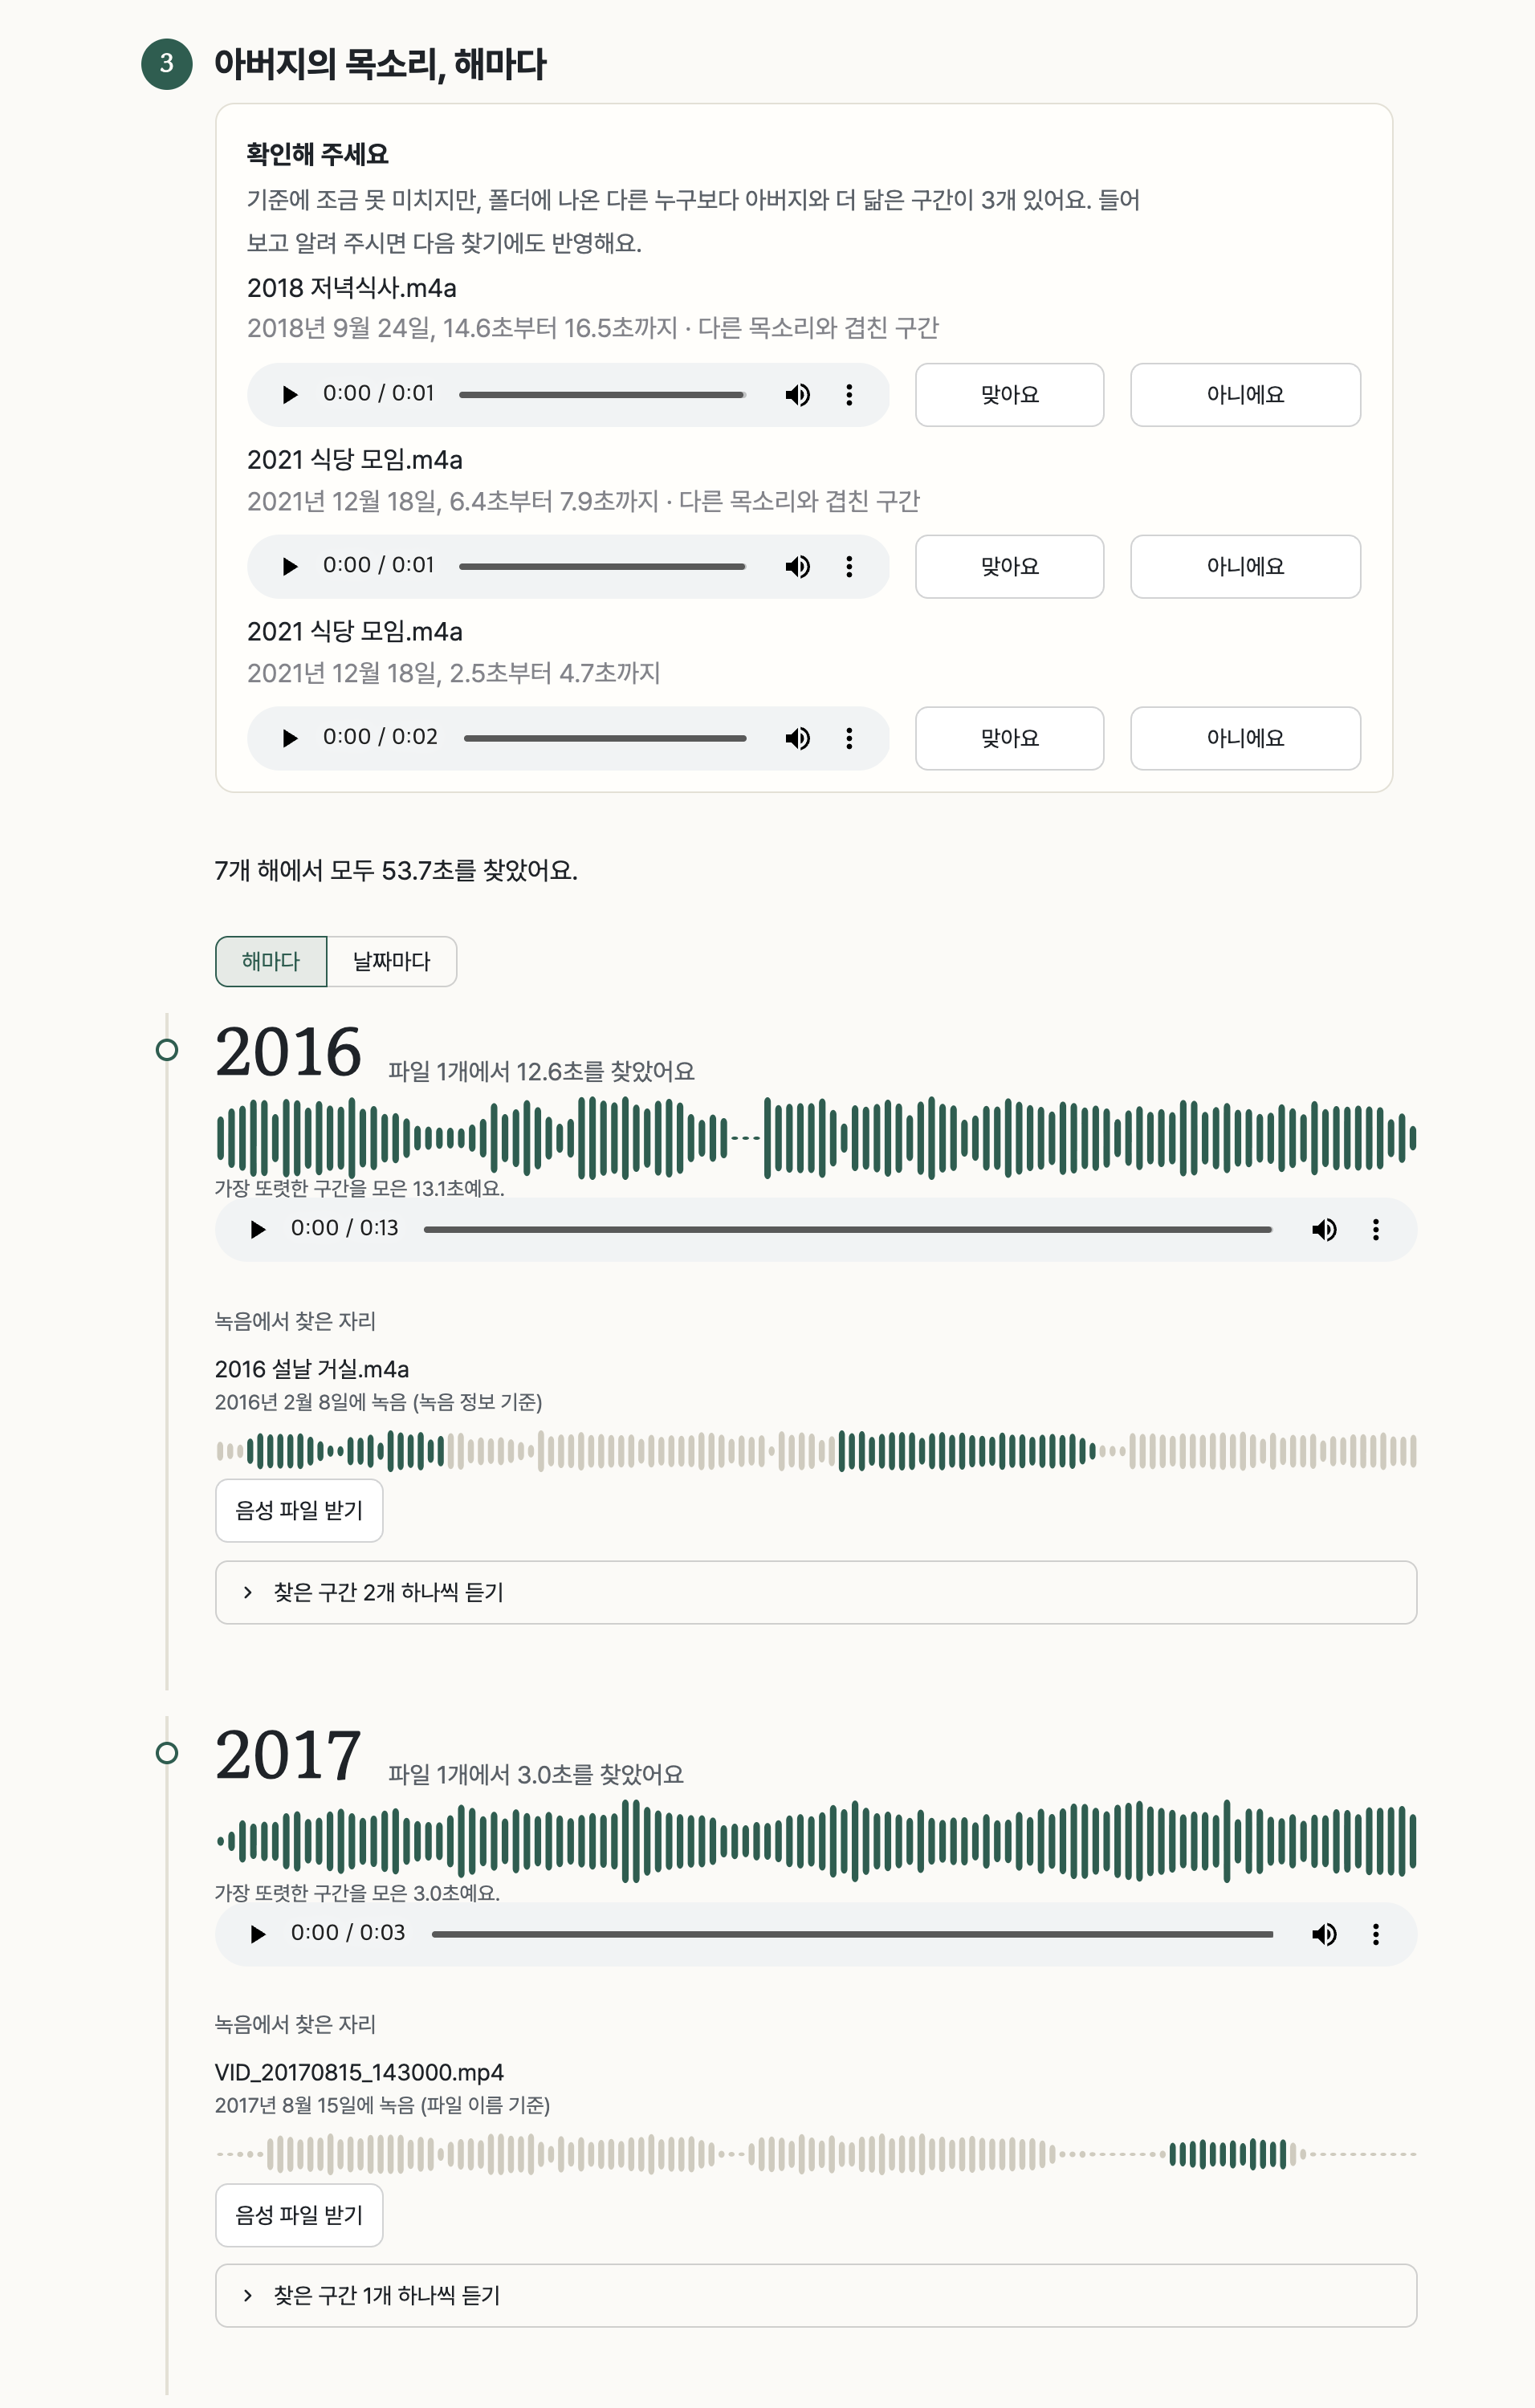 3
아버지의 목소리, 해마다
확인해 주세요
기준에 조금 못 미치지만, 폴더에 나온 다른 누구보다 아버지와 더 닮은 구간이 3개 있어요. 들어
보고 알려 주시면 다음 찾기에도 반영해요.
2018 저녁식사.m4a
2018년 9월 24일, 14.6초부터 16.5초까지 · 다른 목소리와 겹친 구간
0:00 / 0:01 맞아요 아니에요
2021 식당 모임.m4a
2021년 12월 18일, 6.4초부터 7.9초까지 · 다른 목소리와 겹친 구간
0:00 / 0:01 맞아요 아니에요
2021 식당 모임.m4a
2021년 12월 18일, 2.5초부터 4.7초까지
0:00 / 0:02 맞아요 아니에요
7개 해에서 모두 53.7초를 찾았어요.
해마다 날짜마다
2016 파일 1개에서 12.6초를 찾았어요
가장 또렷한 구간을 모은 13.1초예요.
0:00 / 0:13
녹음에서 찾은 자리
2016 설날 거실.m4a
2016년 2월 8일에 녹음 (녹음 정보 기준)
음성 파일 받기
찾은 구간 2개 하나씩 듣기
2017 파일 1개에서 3.0초를 찾았어요
가장 또렷한 구간을 모은 3.0초예요.
0:00 / 0:03
녹음에서 찾은 자리
VID_20170815_143000.mp4
2017년 8월 15일에 녹음 (파일 이름 기준)
음성 파일 받기
찾은 구간 1개 하나씩 듣기